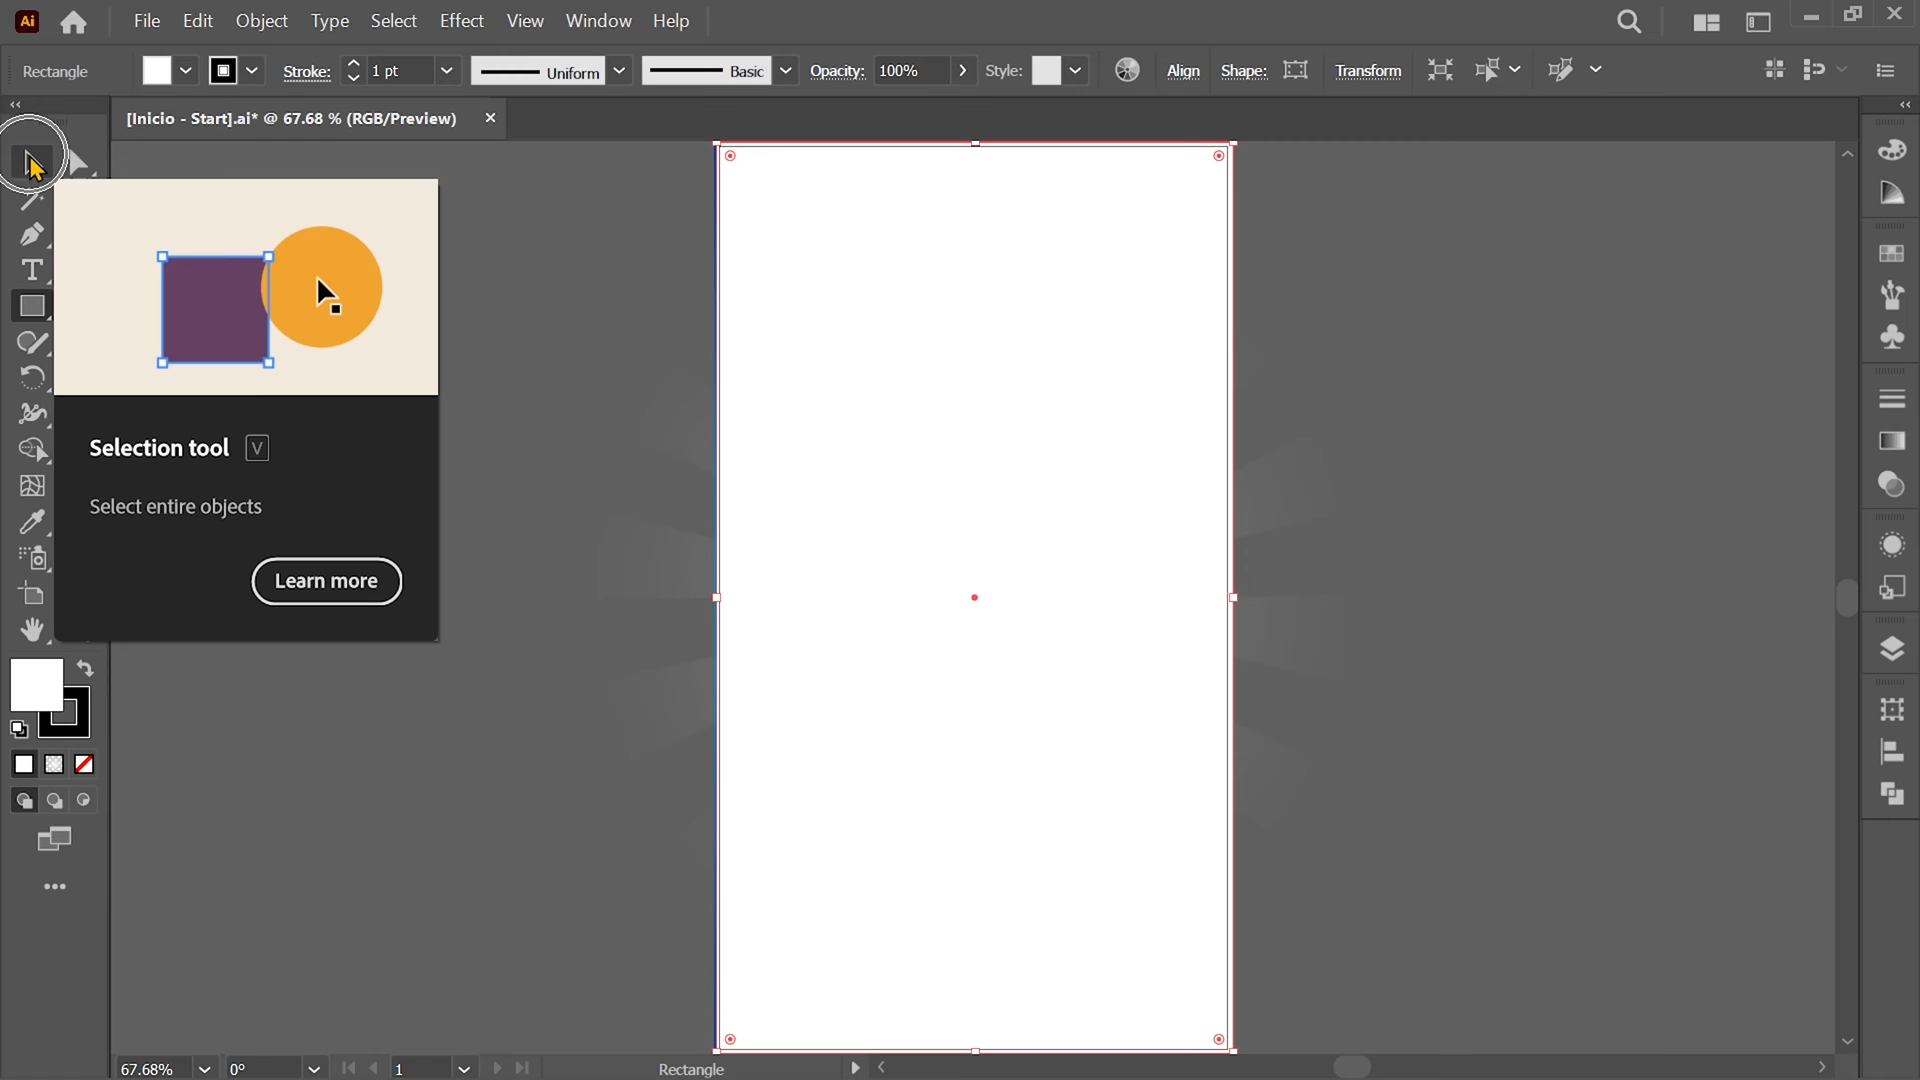 Ai File Edit Object Type Select Effect View Window Help
Rectangle Stroke: 1 pt Uniform Basic Opacity: 100% Style: Align Shape: Transform
[Inicio - Start].ai* @ 67.68 % (RGB/Preview)
Selection tool V
Select entire objects
Learn more
67.68% 0° 1 Rectangle